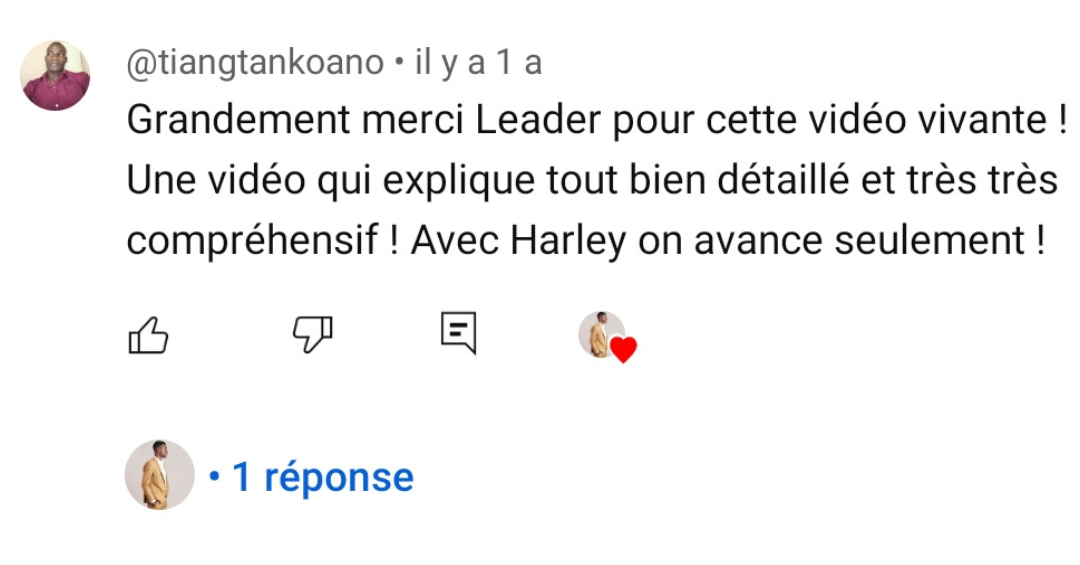 @tiangtankoano • il y a 1 a
Grandement merci Leader pour cette vidéo vivante !
Une vidéo qui explique tout bien détaillé et très très
compréhensif ! Avec Harley on avance seulement !
• 1 réponse